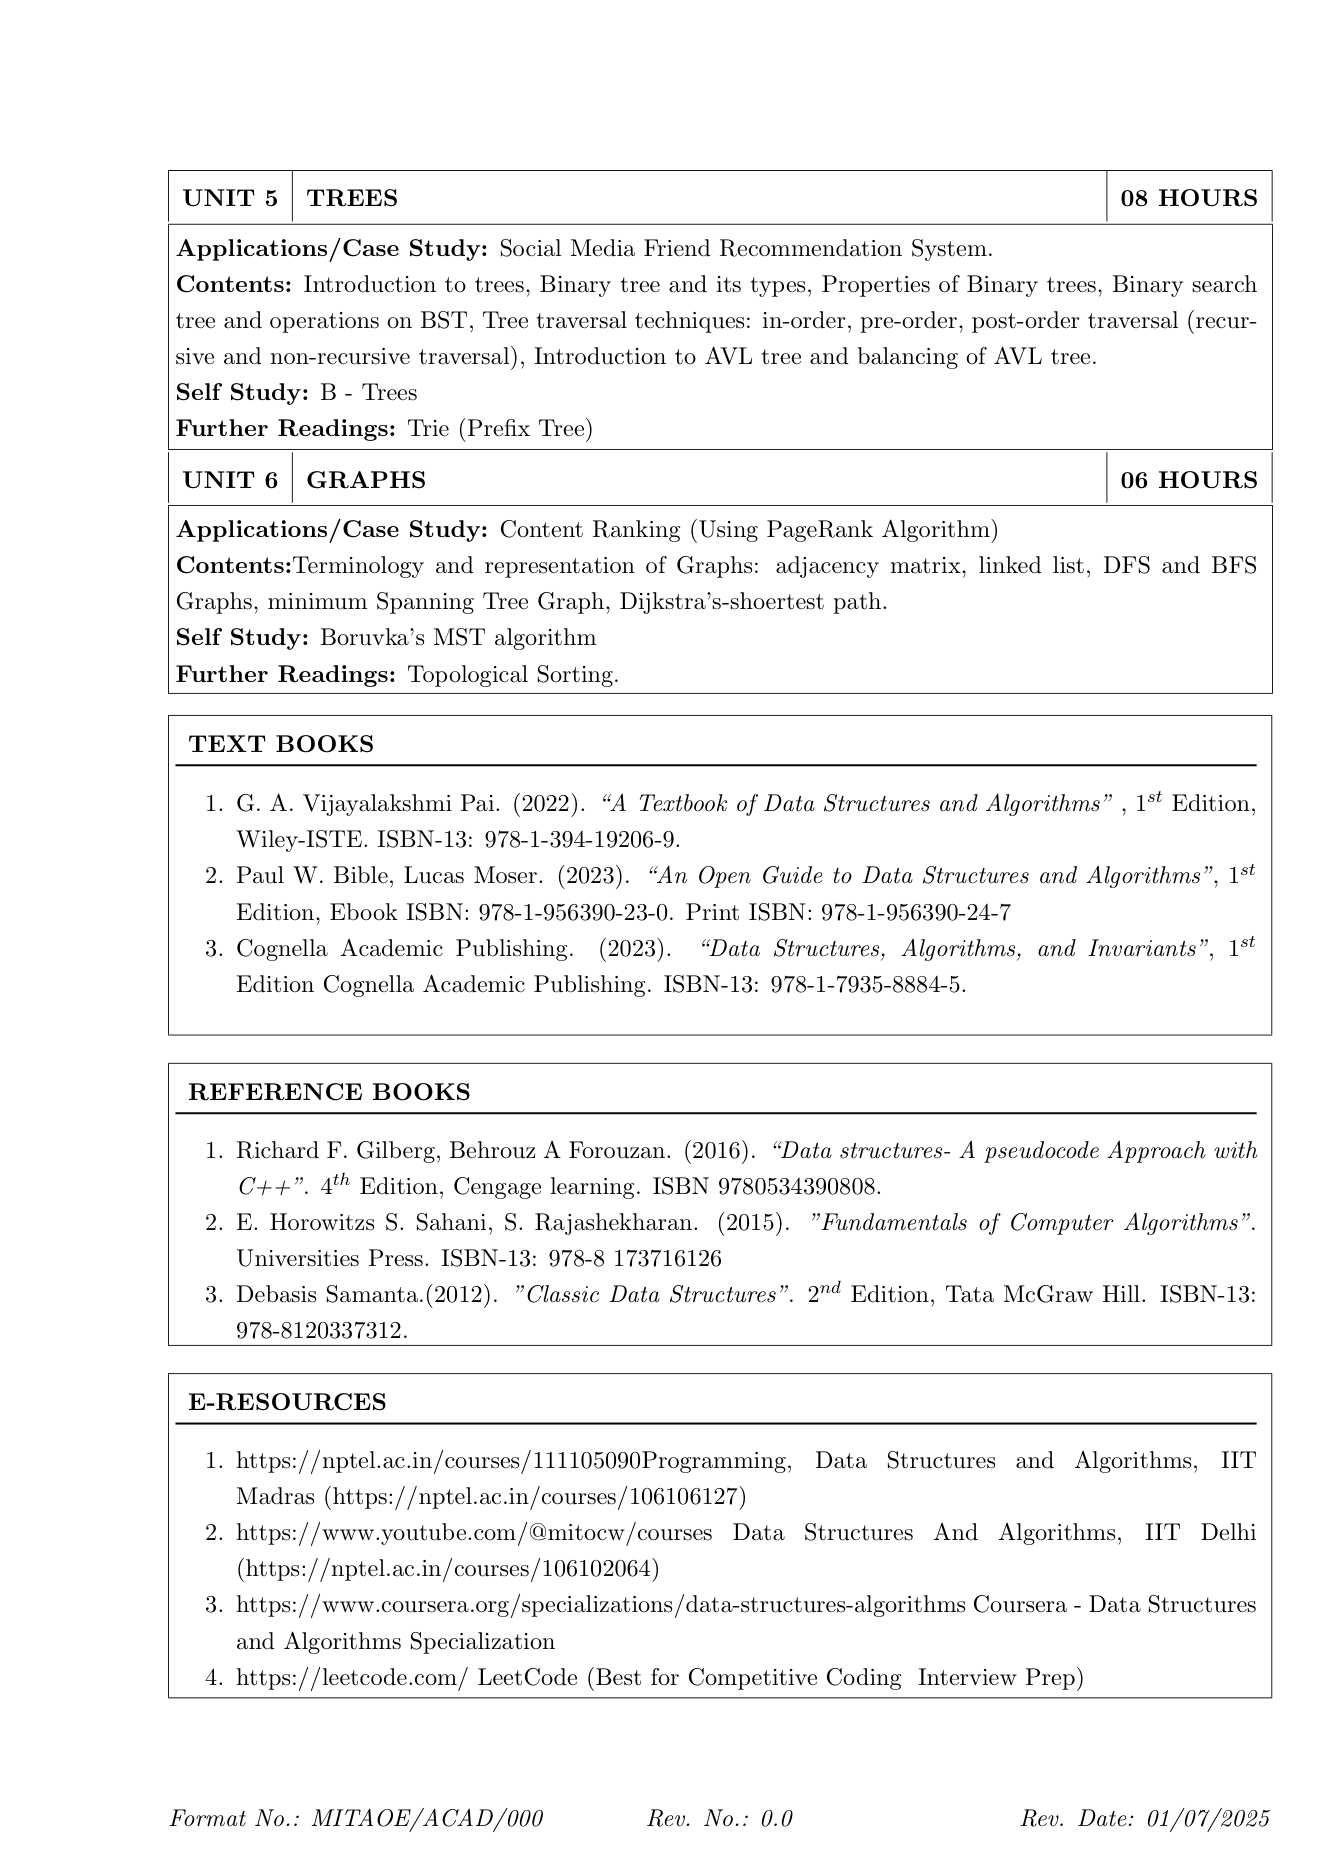 UNIT 5 TREES 08 HOURS
Applications/Case Study: Social Media Friend Recommendation System.
Contents: Introduction to trees, Binary tree and its types, Properties of Binary trees, Binary search
tree and operations on BST, Tree traversal techniques: in-order, pre-order, post-order traversal (recur-
sive and non-recursive traversal), Introduction to AVL tree and balancing of AVL tree.
Self Study: B - Trees
Further Readings: Trie (Prefix Tree)
UNIT 6 GRAPHS 06 HOURS
Applications/Case Study: Content Ranking (Using PageRank Algorithm)
Contents:Terminology and representation of Graphs: adjacency matrix, linked list, DFS and BFS
Graphs, minimum Spanning Tree Graph, Dijkstra's-shoertest path.
Self Study: Boruvka's MST algorithm
Further Readings: Topological Sorting.
TEXT BOOKS
1. G. A. Vijayalakshmi Pai. (2022). “A Textbook of Data Structures and Algorithms” , 1st Edition,
Wiley-ISTE. ISBN-13: 978-1-394-19206-9.
2. Paul W. Bible, Lucas Moser. (2023). “An Open Guide to Data Structures and Algorithms”, 1st
Edition, Ebook ISBN: 978-1-956390-23-0. Print ISBN: 978-1-956390-24-7
3. Cognella Academic Publishing. (2023). “Data Structures, Algorithms, and Invariants”, 1st
Edition Cognella Academic Publishing. ISBN-13: 978-1-7935-8884-5.
REFERENCE BOOKS
1. Richard F. Gilberg, Behrouz A Forouzan. (2016). “Data structures- A pseudocode Approach with
C++”. 4th Edition, Cengage learning. ISBN 9780534390808.
2. E. Horowitzs S. Sahani, S. Rajashekharan. (2015). ”Fundamentals of Computer Algorithms”.
Universities Press. ISBN-13: 978-8 173716126
3. Debasis Samanta.(2012). ”Classic Data Structures”. 2nd Edition, Tata McGraw Hill. ISBN-13:
978-8120337312.
E-RESOURCES
1. https://nptel.ac.in/courses/111105090Programming, Data Structures and Algorithms, IIT
Madras (https://nptel.ac.in/courses/106106127)
2. https://www.youtube.com/@mitocw/courses Data Structures And Algorithms, IIT Delhi
(https://nptel.ac.in/courses/106102064)
3. https://www.coursera.org/specializations/data-structures-algorithms Coursera - Data Structures
and Algorithms Specialization
4. https://leetcode.com/ LeetCode (Best for Competitive Coding Interview Prep)
Format No.: MITAOE/ACAD/000 Rev. No.: 0.0 Rev. Date: 01/07/2025